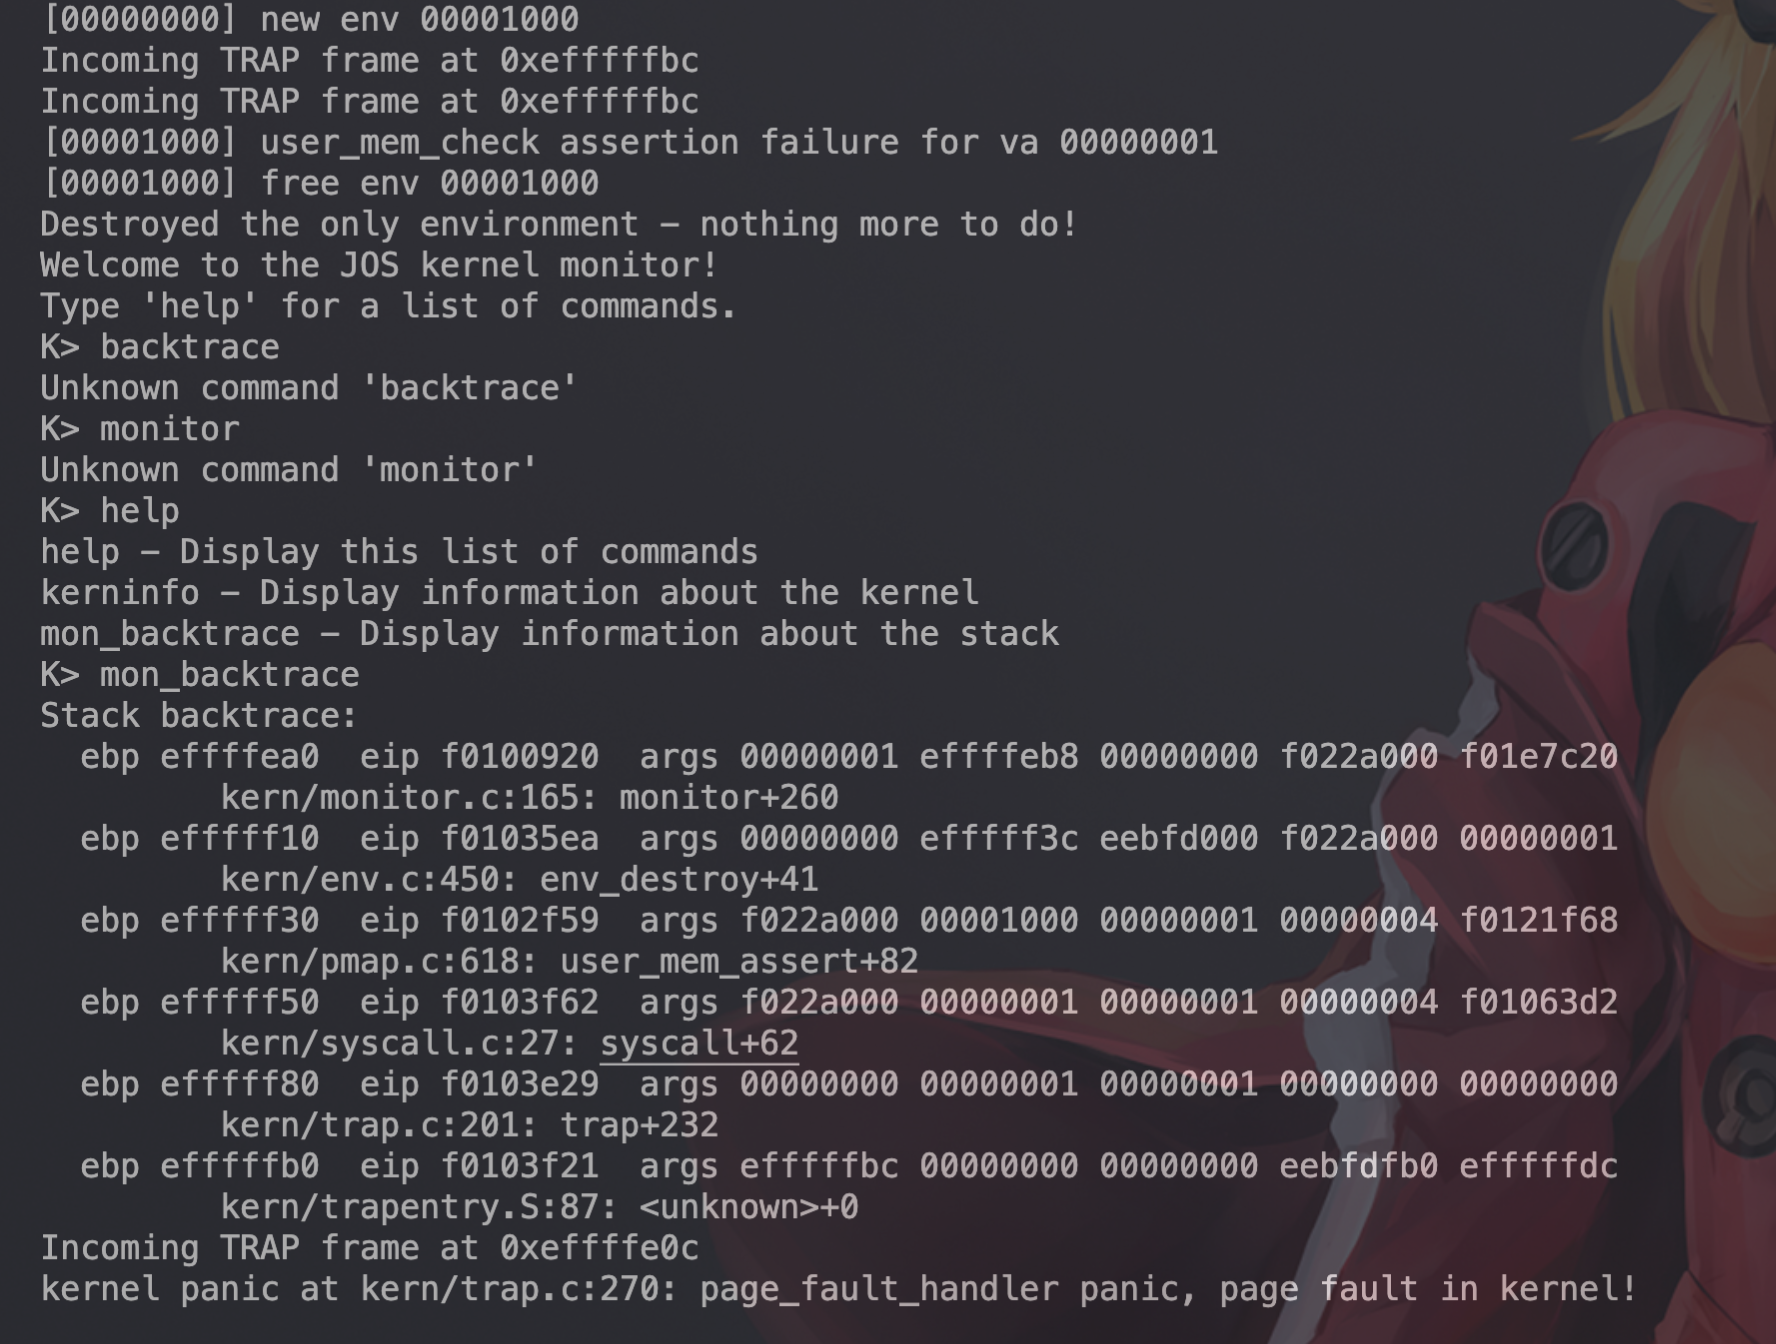 [00000000] new env 00001000
Incoming TRAP frame at 0xefffffbc
Incoming TRAP frame at 0xefffffbc
[00001000] user_mem_check assertion failure for va 00000001
[00001000] free env 00001000
Destroyed the only environment - nothing more to do!
Welcome to the JOS kernel monitor!
Type 'help' for a list of commands.
K> backtrace
Unknown command 'backtrace'
K> monitor
Unknown command 'monitor'
K> help
help - Display this list of commands
kerninfo - Display information about the kernel
mon_backtrace - Display information about the stack
K> mon_backtrace
Stack backtrace:
  ebp effffea0  eip f0100920  args 00000001 effffeb8 00000000 f022a000 f01e7c20
         kern/monitor.c:165: monitor+260
  ebp efffff10  eip f01035ea  args 00000000 efffff3c eebfd000 f022a000 00000001
         kern/env.c:450: env_destroy+41
  ebp efffff30  eip f0102f59  args f022a000 00001000 00000001 00000004 f0121f68
         kern/pmap.c:618: user_mem_assert+82
  ebp efffff50  eip f0103f62  args f022a000 00000001 00000001 00000004 f01063d2
         kern/syscall.c:27: syscall+62
  ebp efffff80  eip f0103e29  args 00000000 00000001 00000001 00000000 00000000
         kern/trap.c:201: trap+232
  ebp efffffb0  eip f0103f21  args efffffbc 00000000 00000000 eebfdfb0 efffffdc
         kern/trapentry.S:87: <unknown>+0
Incoming TRAP frame at 0xeffffe0c
kernel panic at kern/trap.c:270: page_fault_handler panic, page fault in kernel!